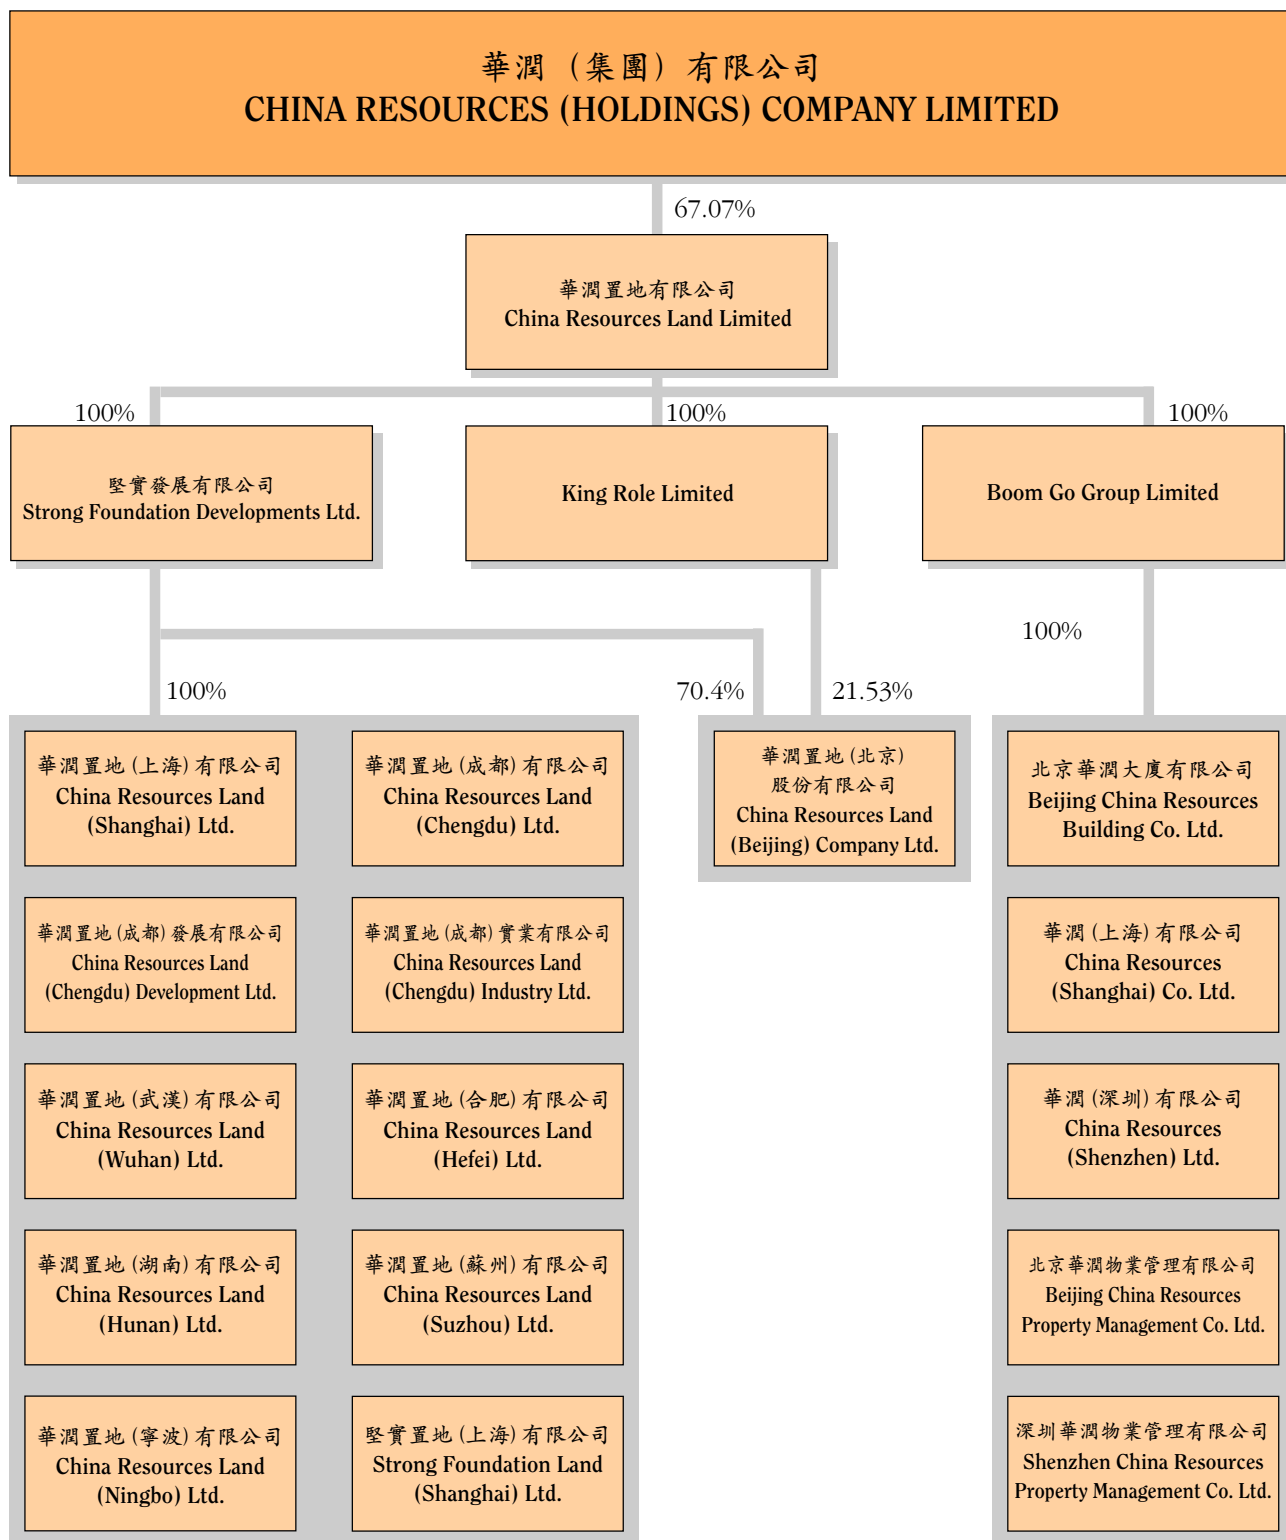 華潤（集團）有限公司
CHINA RESOURCES (HOLDINGS) COMPANY LIMITED
67.07%
華潤置地有限公司
China Resources Land Limited
100%
100%
100%
堅實發展有限公司
Strong Foundation Developments Ltd.
King Role Limited
Boom Go Group Limited
100%
100%
70.4%
21.53%
華潤置地(上海)有限公司
China Resources Land
(Shanghai) Ltd.
華潤置地(成都)有限公司
China Resources Land
(Chengdu) Ltd.
華潤置地(北京)
股份有限公司
China Resources Land
(Beijing) Company Ltd.
北京華潤大廈有限公司
Beijing China Resources
Building Co. Ltd.
華潤置地(成都)發展有限公司
China Resources Land
(Chengdu) Development Ltd.
華潤置地(成都)實業有限公司
China Resources Land
(Chengdu) Industry Ltd.
華潤(上海)有限公司
China Resources
(Shanghai) Co. Ltd.
華潤置地(武漢)有限公司
China Resources Land
(Wuhan) Ltd.
華潤置地(合肥)有限公司
China Resources Land
(Hefei) Ltd.
華潤(深圳)有限公司
China Resources
(Shenzhen) Ltd.
華潤置地(湖南)有限公司
China Resources Land
(Hunan) Ltd.
華潤置地(蘇州)有限公司
China Resources Land
(Suzhou) Ltd.
北京華潤物業管理有限公司
Beijing China Resources
Property Management Co. Ltd.
華潤置地(寧波)有限公司
China Resources Land
(Ningbo) Ltd.
堅實置地(上海)有限公司
Strong Foundation Land
(Shanghai) Ltd.
深圳華潤物業管理有限公司
Shenzhen China Resources
Property Management Co. Ltd.